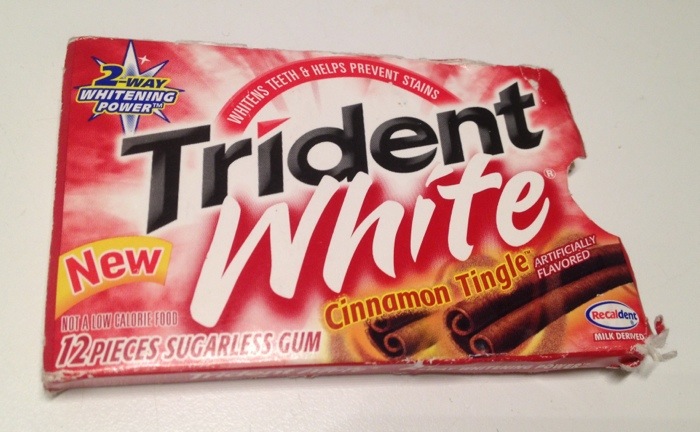 2-WAY
WHITENING
POWER™
WHITENS TEETH & HELPS PREVENT STAINS
Trident
White®
New
Cinnamon Tingle™
ARTIFICIALLY
FLAVORED
NOT A LOW CALORIE FOOD
12 PIECES SUGARLESS GUM
Recaldent
MILK DERIVED